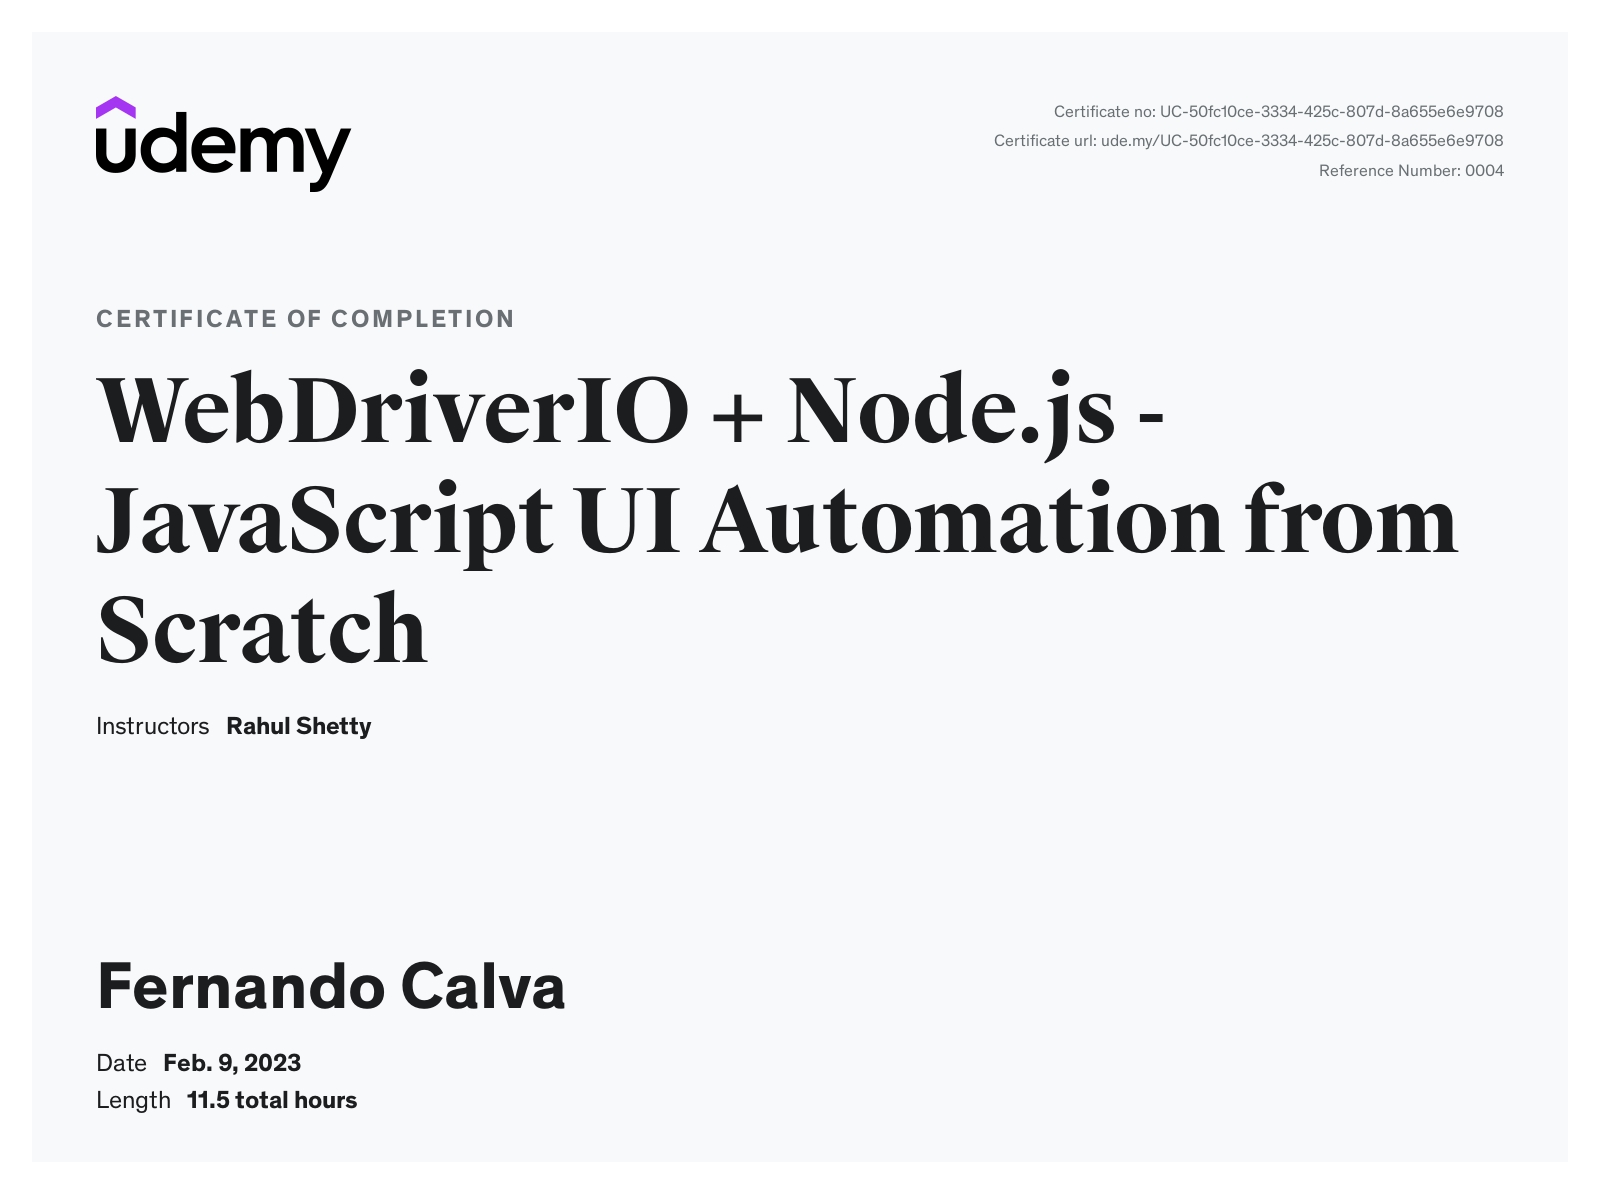 udemy
Certificate no: UC-50fc10ce-3334-425c-807d-8a655e6e9708
Certificate url: ude.my/UC-50fc10ce-3334-425c-807d-8a655e6e9708
Reference Number: 0004
CERTIFICATE OF COMPLETION
WebDriverIO + Node.js -
JavaScript UI Automation from
Scratch
Instructors Rahul Shetty
Fernando Calva
Date Feb. 9, 2023
Length 11.5 total hours